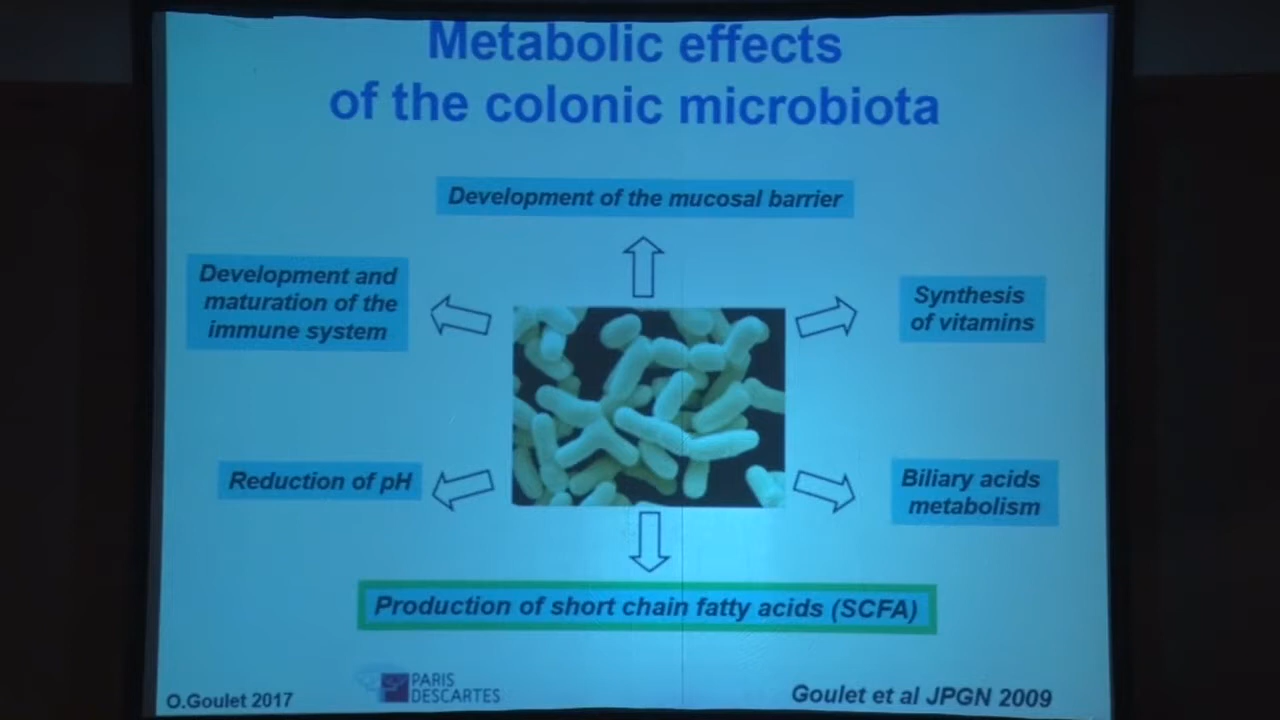 Metabolic effects
of the colonic microbiota
Development of the mucosal barrier
Development and
maturation of the
immune system
Synthesis
of vitamins
Reduction of pH
Biliary acids
metabolism
Production of short chain fatty acids (SCFA)
O.Goulet 2017
PARIS
DESCARTES
Goulet et al JPGN 2009